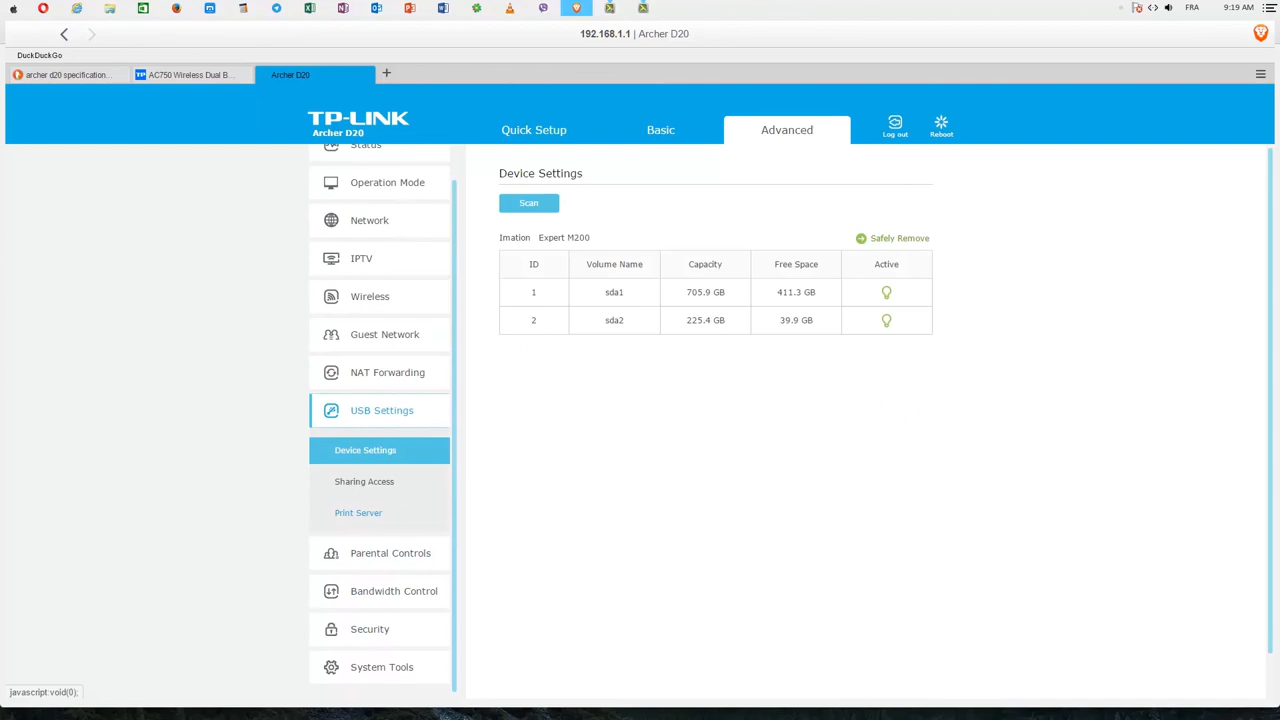 FRA
9:19 AM
192.168.1.1 | Archer D20
DuckDuckGo
archer d20 specification...
AC750 Wireless Dual B...
Archer D20
TP-LINK
Archer D20
Quick Setup
Basic
Advanced
Log out
Reboot
Status
Operation Mode
Network
IPTV
Wireless
Guest Network
NAT Forwarding
USB Settings
Device Settings
Sharing Access
Print Server
Parental Controls
Bandwidth Control
Security
System Tools
Device Settings
Scan
Imation Expert M200
Safely Remove
ID Volume Name Capacity Free Space Active
1 sda1 705.9 GB 411.3 GB
2 sda2 225.4 GB 39.9 GB
javascript:void(0);